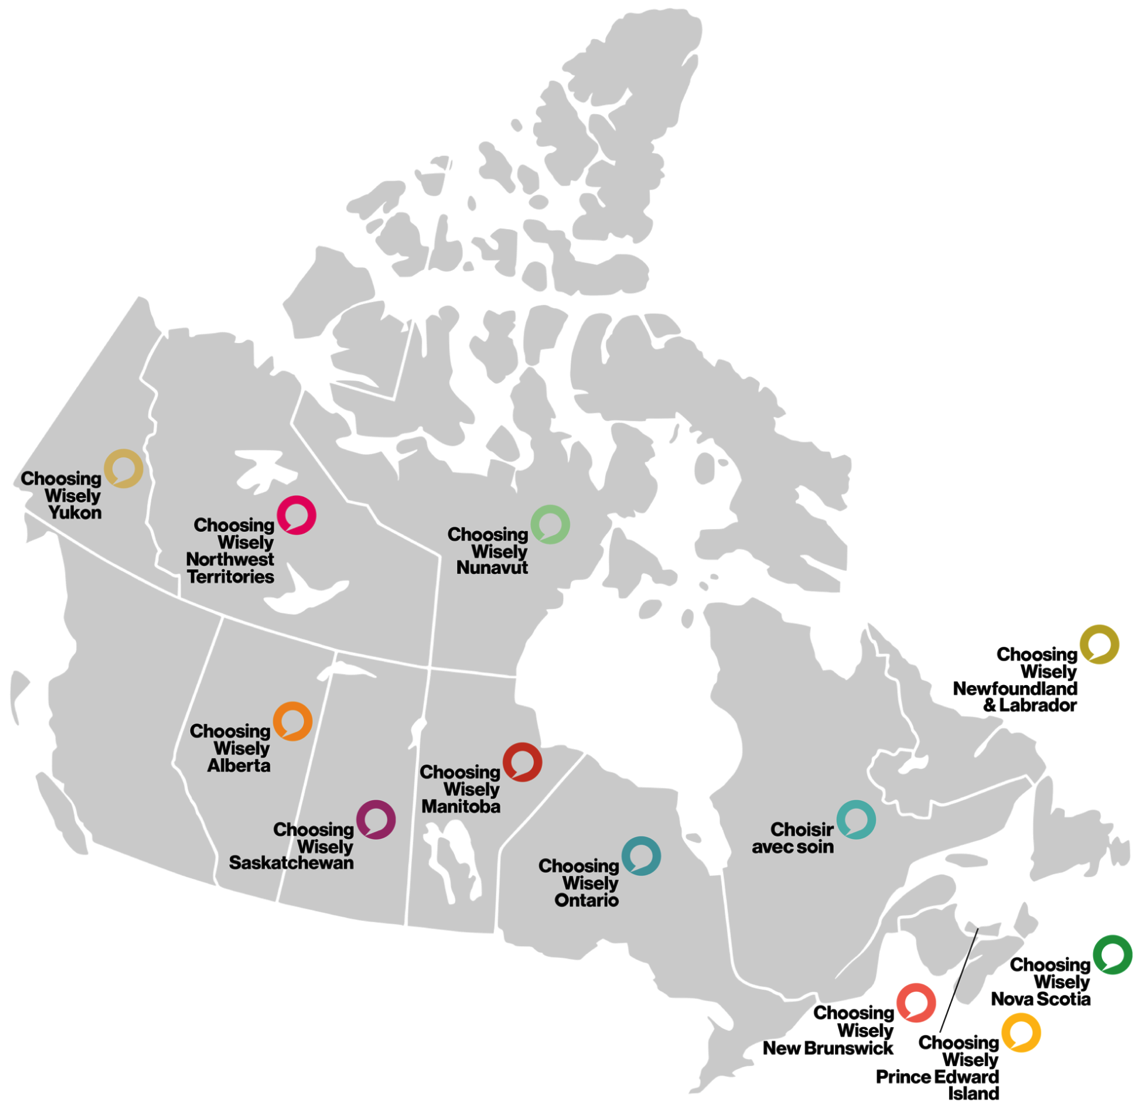 Choosing
Wisely
Yukon
Choosing
Wisely
Northwest
Territories
Choosing
Wisely
Nunavut
Choosing
Wisely
Newfoundland
& Labrador
Choosing
Wisely
Alberta
Choosing
Wisely
Manitoba
Choosing
Wisely
Saskatchewan
Choisir
avec soin
Choosing
Wisely
Ontario
Choosing
Wisely
Nova Scotia
Choosing
Wisely
New Brunswick
Choosing
Wisely
Prince Edward
Island